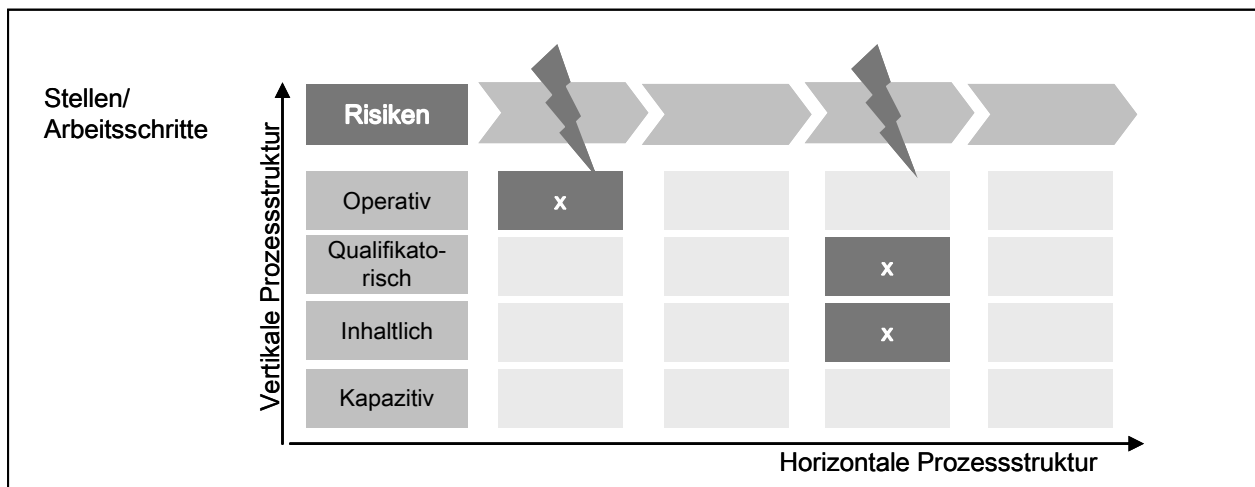 Stellen/
Arbeitsschritte
Vertikale Prozessstruktur
Risiken
Operativ
x
Qualifikato-
risch
x
Inhaltlich
x
Kapazitiv
Horizontale Prozessstruktur